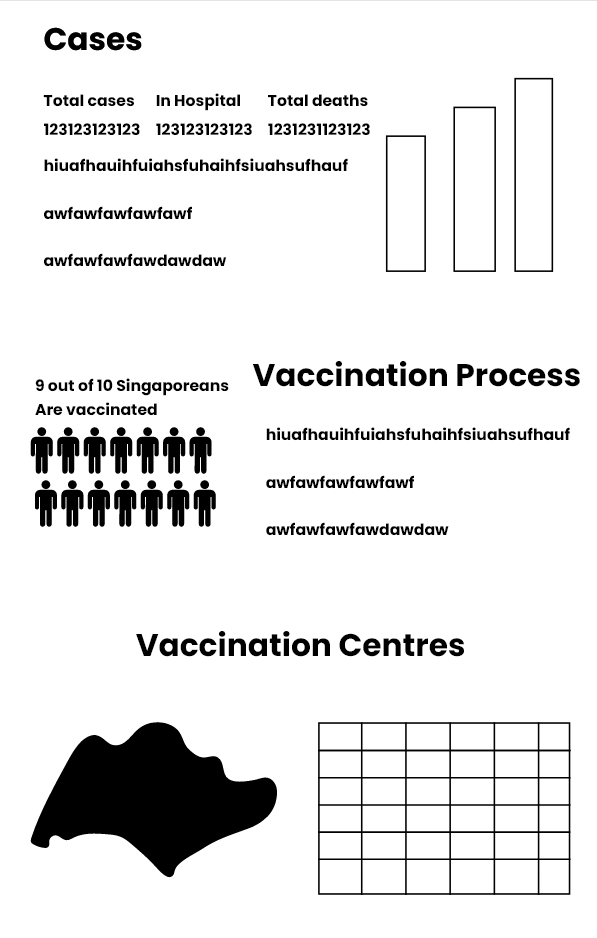 Cases
Total cases In Hospital Total deaths
123123123123 123123123123 1231231123123
hiuafhauihfuiahsfuhaihfsiuahsufhauf
awfawfawfawfawf
awfawfawfawdawdaw
9 out of 10 Singaporeans
Are vaccinated
Vaccination Process
hiuafhauihfuiahsfuhaihfsiuahsufhauf
awfawfawfawfawf
awfawfawfawdawdaw
Vaccination Centres